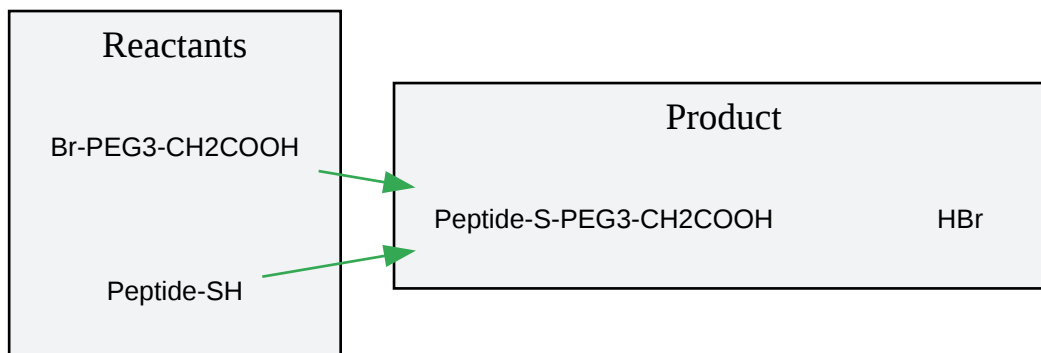 Reactants
Br-PEG3-CH2COOH
Peptide-SH
Product
Peptide-S-PEG3-CH2COOH
HBr